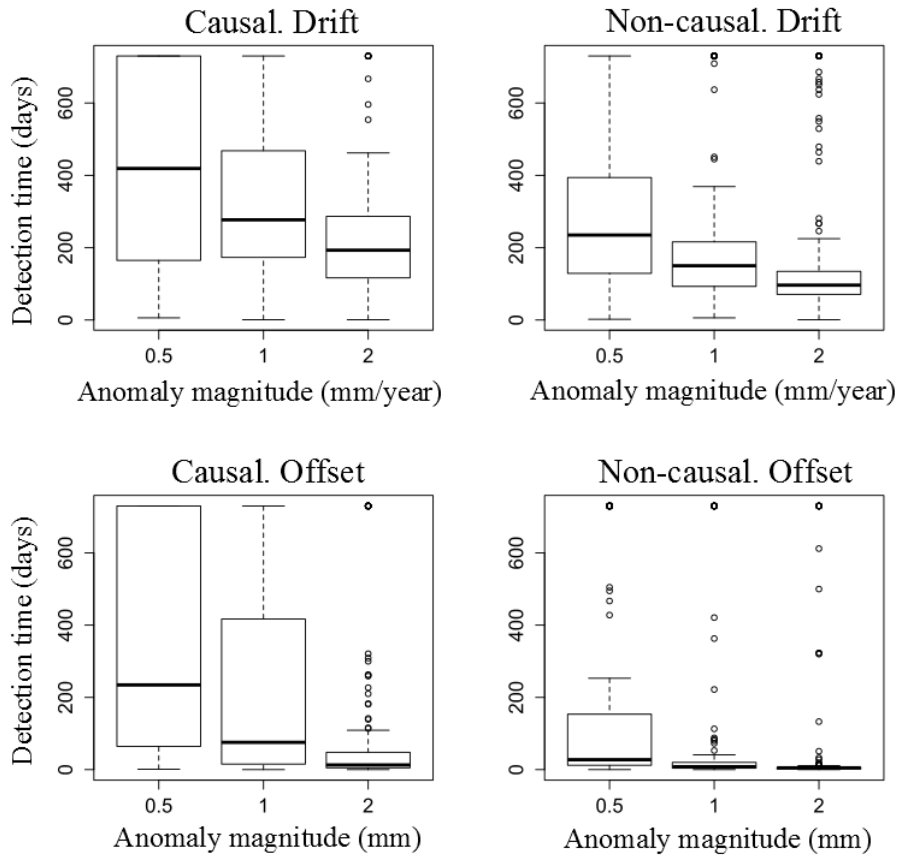 Causal. Drift
Non-causal. Drift
Detection time (days)
0 200 400 600
0 200 400 600
0.5 1 2
0.5 1 2
Anomaly magnitude (mm/year)
Anomaly magnitude (mm/year)
Causal. Offset
Non-causal. Offset
Detection time (days)
0 200 400 600
0 200 400 600
0.5 1 2
0.5 1 2
Anomaly magnitude (mm)
Anomaly magnitude (mm)